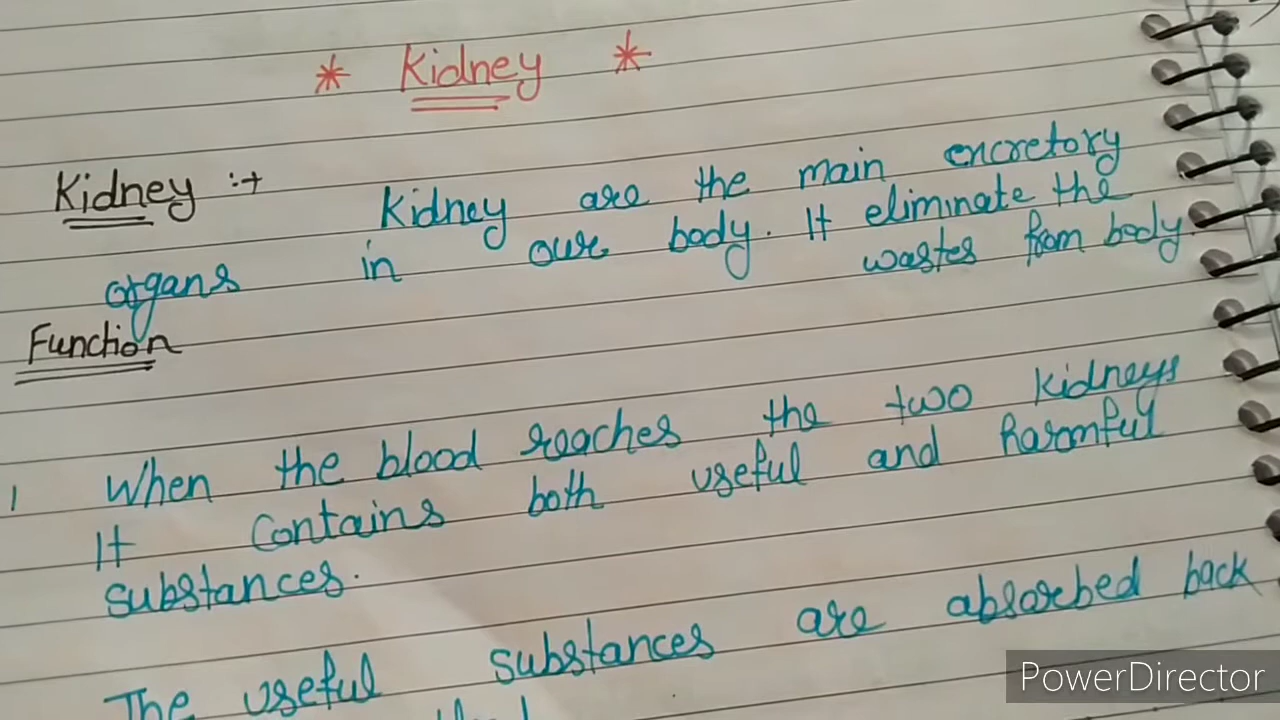 * Kidney *
Kidney :→ Kidney are the main encretory
organs in our body. It eliminate the
wastes from body.
Function
1 When the blood reaches the two kidneys
It contains both useful and harmful
substances.
The useful substances are absorbed back
PowerDirector